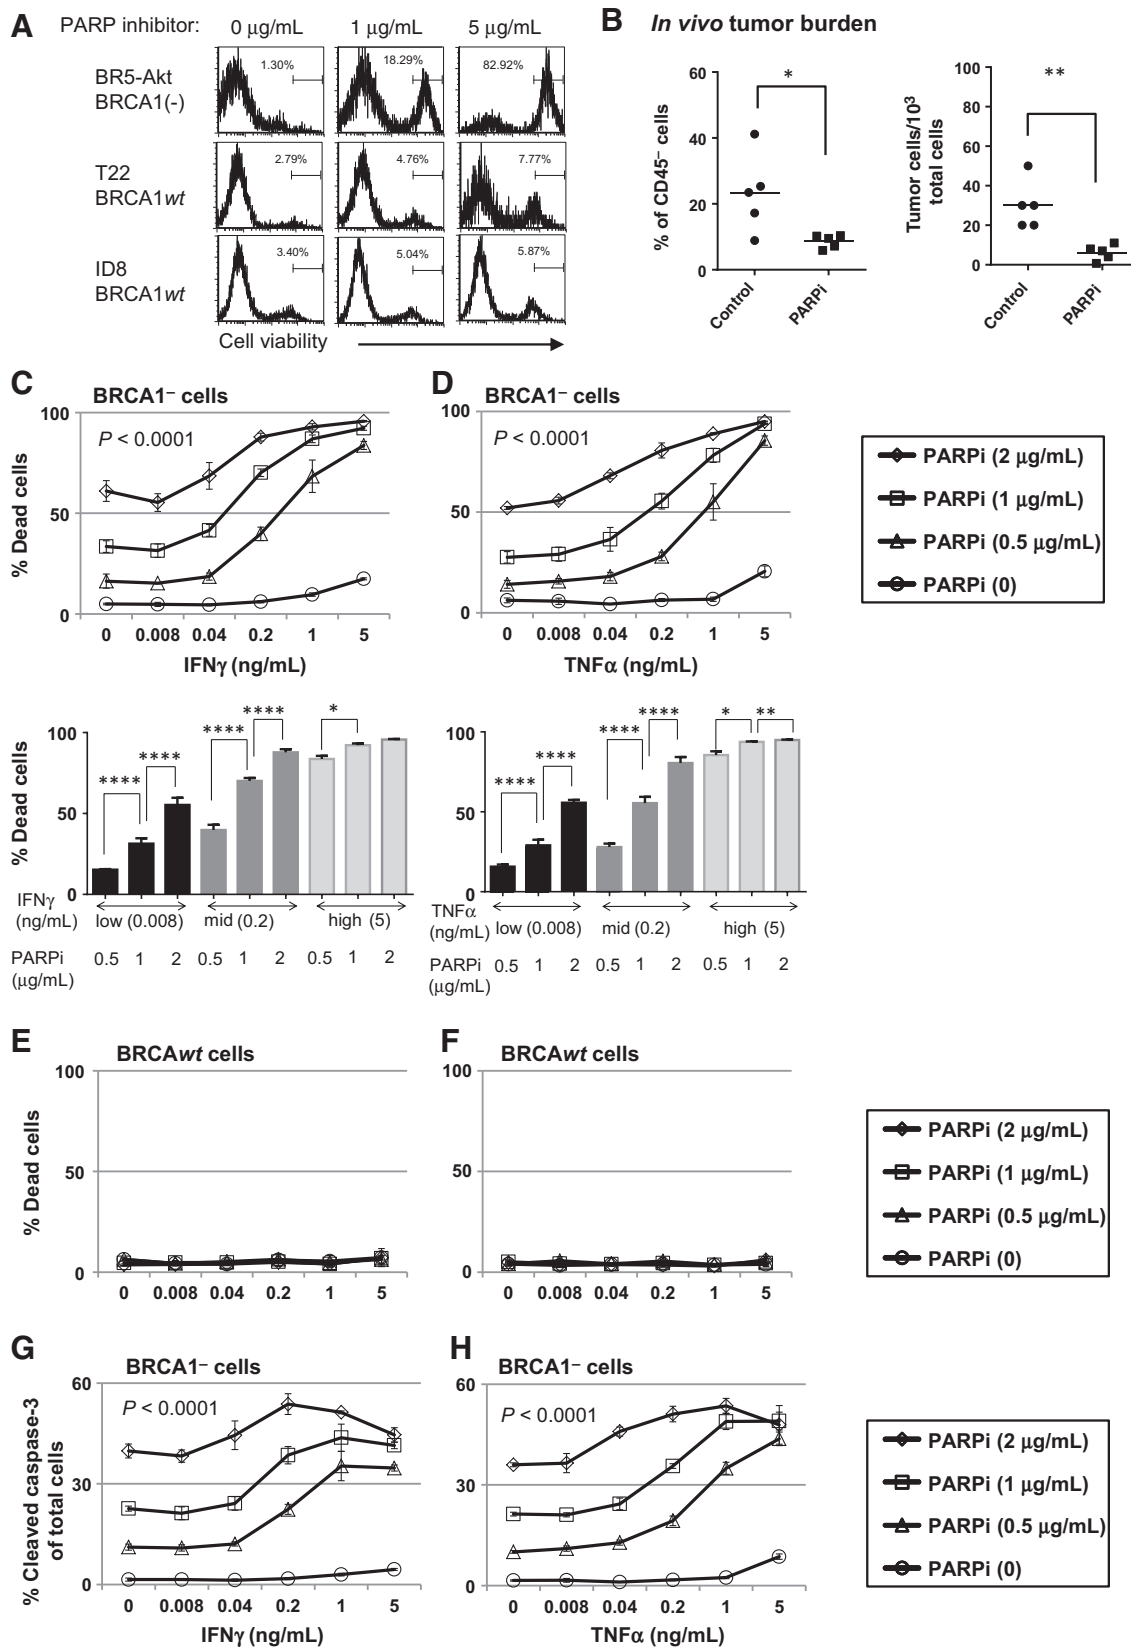 A
PARP inhibitor: 0 µg/mL 1 µg/mL 5 µg/mL
BR5-Akt
BRCA1(-)
1.30% 18.29% 82.92%
T22
BRCA1wt
2.79% 4.76% 7.77%
ID8
BRCA1wt
3.40% 5.04% 5.87%
Cell viability
B In vivo tumor burden
% of CD45– cells
60
40
20
0
*
Control PARPi
Tumor cells/10³
total cells
100
80
60
40
20
0
**
Control PARPi
C
BRCA1– cells
P < 0.0001
% Dead cells
100
50
0
0 0.008 0.04 0.2 1 5
IFNγ (ng/mL)
D
BRCA1– cells
P < 0.0001
100
50
0
0 0.008 0.04 0.2 1 5
TNFα (ng/mL)
PARPi (2 µg/mL)
PARPi (1 µg/mL)
PARPi (0.5 µg/mL)
PARPi (0)
% Dead cells
100
50
0
**** **** **** **** *
IFNγ
(ng/mL)
low (0.008) mid (0.2) high (5)
PARPi
(µg/mL)
0.5 1 2 0.5 1 2 0.5 1 2
100
50
0
**** **** **** **** * **
TNFα
(ng/mL)
low (0.008) mid (0.2) high (5)
PARPi
(µg/mL)
0.5 1 2 0.5 1 2 0.5 1 2
E
BRCAwt cells
% Dead cells
100
50
0
0 0.008 0.04 0.2 1 5
F
BRCAwt cells
100
50
0
0 0.008 0.04 0.2 1 5
PARPi (2 µg/mL)
PARPi (1 µg/mL)
PARPi (0.5 µg/mL)
PARPi (0)
G
BRCA1– cells
P < 0.0001
% Cleaved caspase-3
of total cells
60
30
0
0 0.008 0.04 0.2 1 5
IFNγ (ng/mL)
H
BRCA1– cells
P < 0.0001
60
30
0
0 0.008 0.04 0.2 1 5
TNFα (ng/mL)
PARPi (2 µg/mL)
PARPi (1 µg/mL)
PARPi (0.5 µg/mL)
PARPi (0)